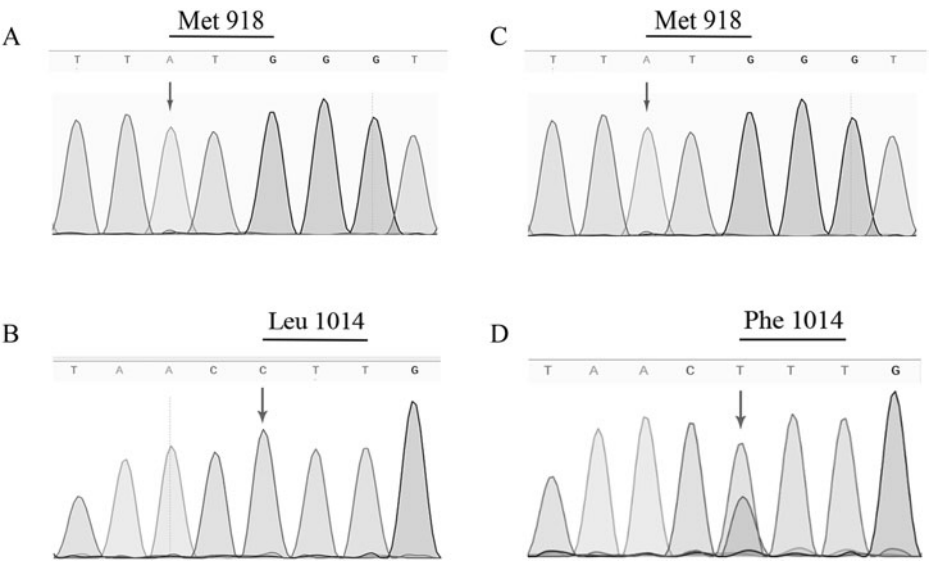 A
Met 918
T T A T G G G T
C
Met 918
T T A T G G G T
B
Leu 1014
T A A C C T T G
D
Phe 1014
T A A C T T T G